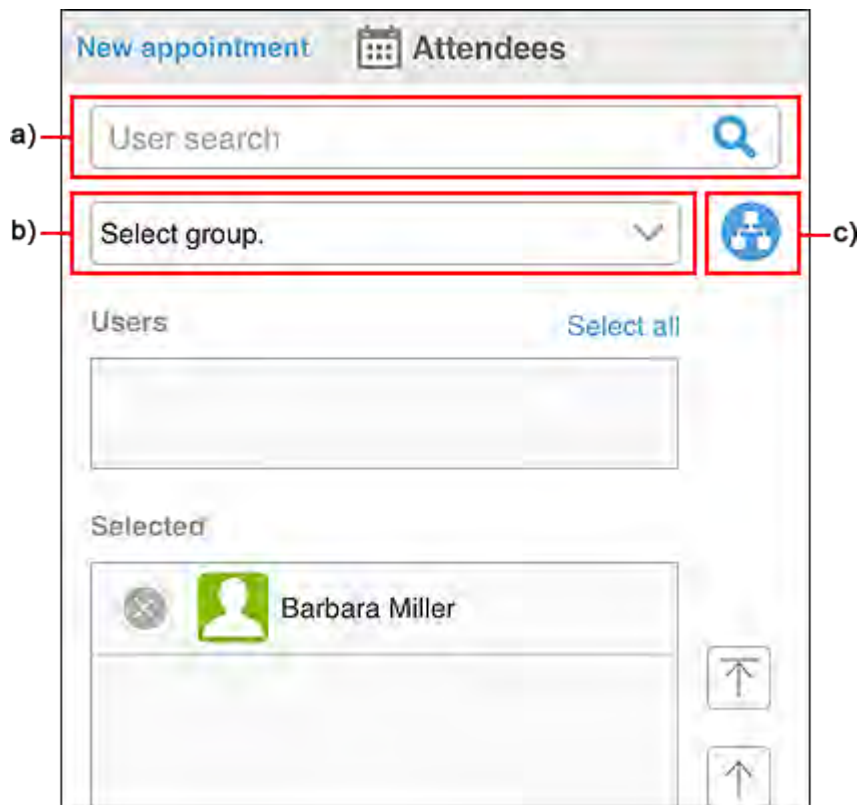 New appointment Attendees
a) User search
b) Select group. c)
Users Select all
Selected
Barbara Miller